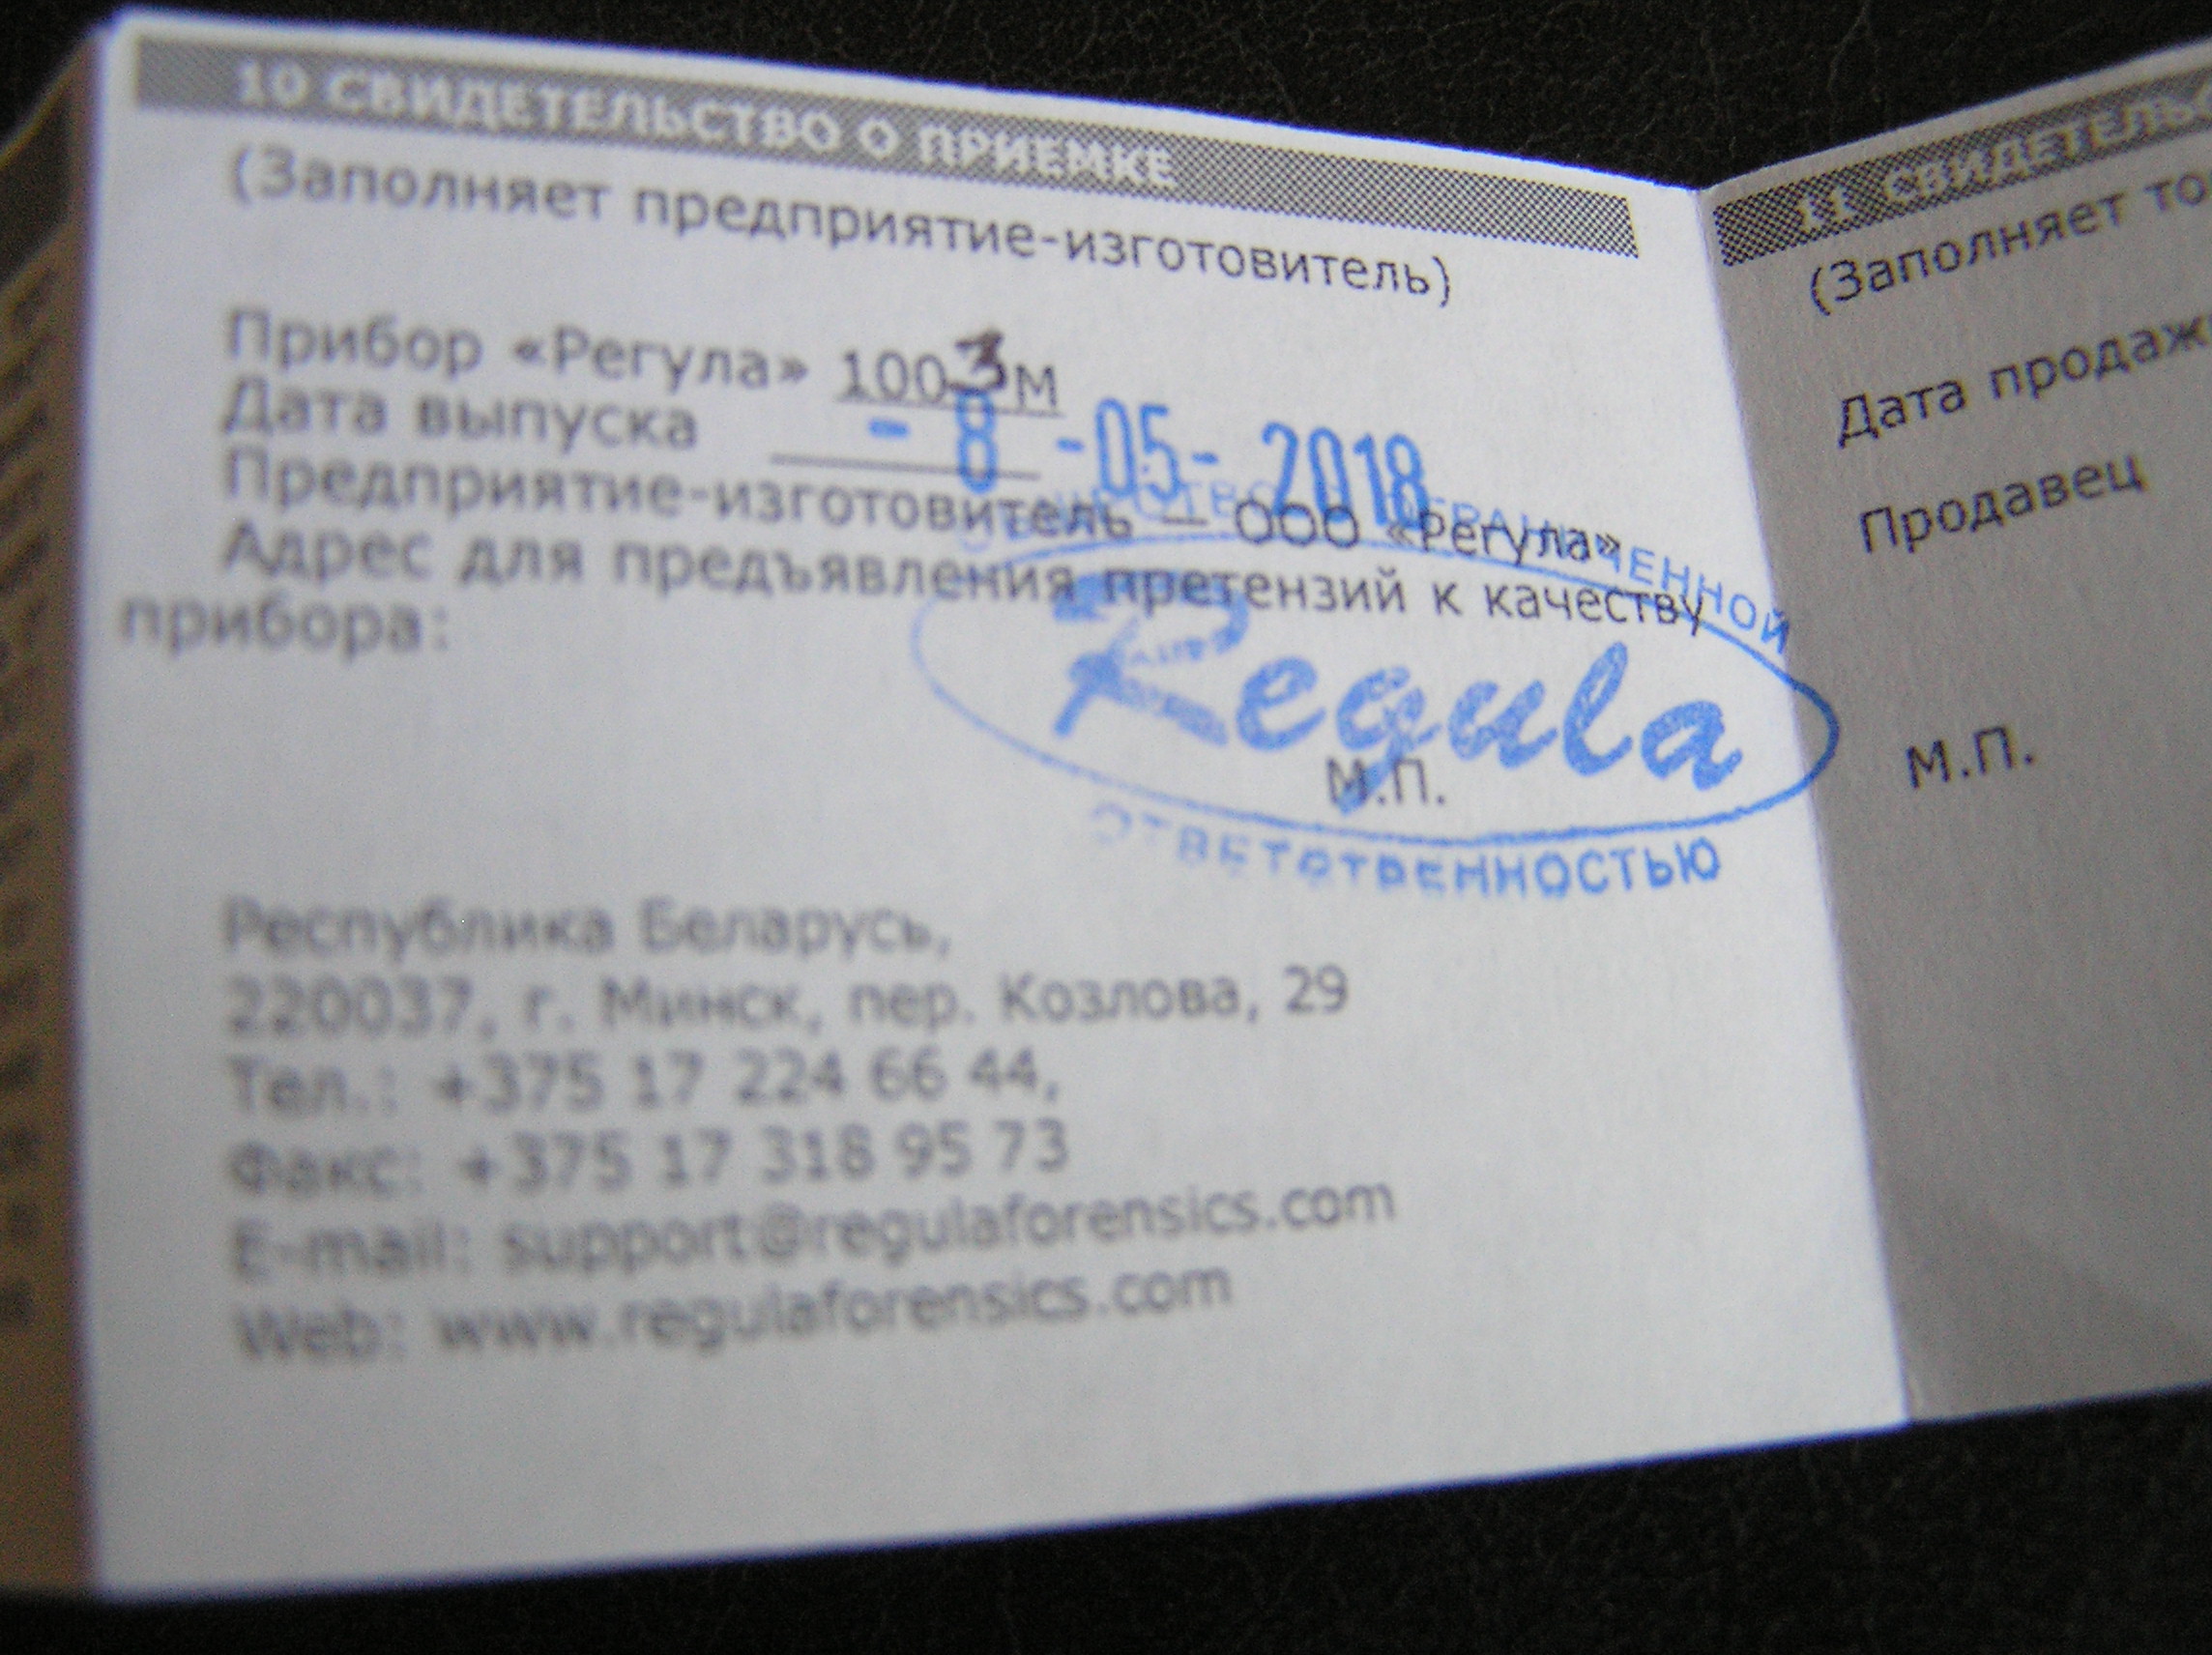 10 СВИДЕТЕЛЬСТВО О ПРИЕМКЕ
(Заполняет предприятие-изготовитель)
Прибор «Регула» 1003М
Дата выпуска - 8 -05- 2018
Предприятие-изготовитель — ООО «Регула»
Адрес для предъявления претензий к качеству
прибора:
Regula
М.П.
ОТВЕТСТВЕННОСТЬЮ
Республика Беларусь,
220037, г. Минск, пер. Козлова, 29
Тел.: +375 17 224 66 44,
Факс: +375 17 318 95 73
E-mail: support@regulaforensics.com
Web: www.regulaforensics.com
11
(Заполняет
Дата
Продавец
М.П.